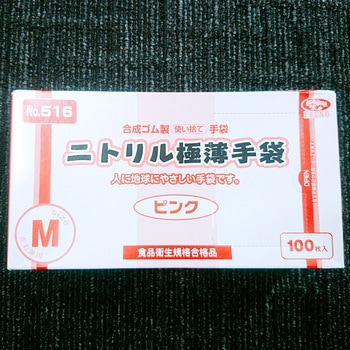 No.516
合成ゴム製 使い捨て 手袋
ニトリル極薄手袋
人に地球にやさしい手袋です。
ピンク
SIZE
M
100枚入
食品衛生規格合格品
OPEN